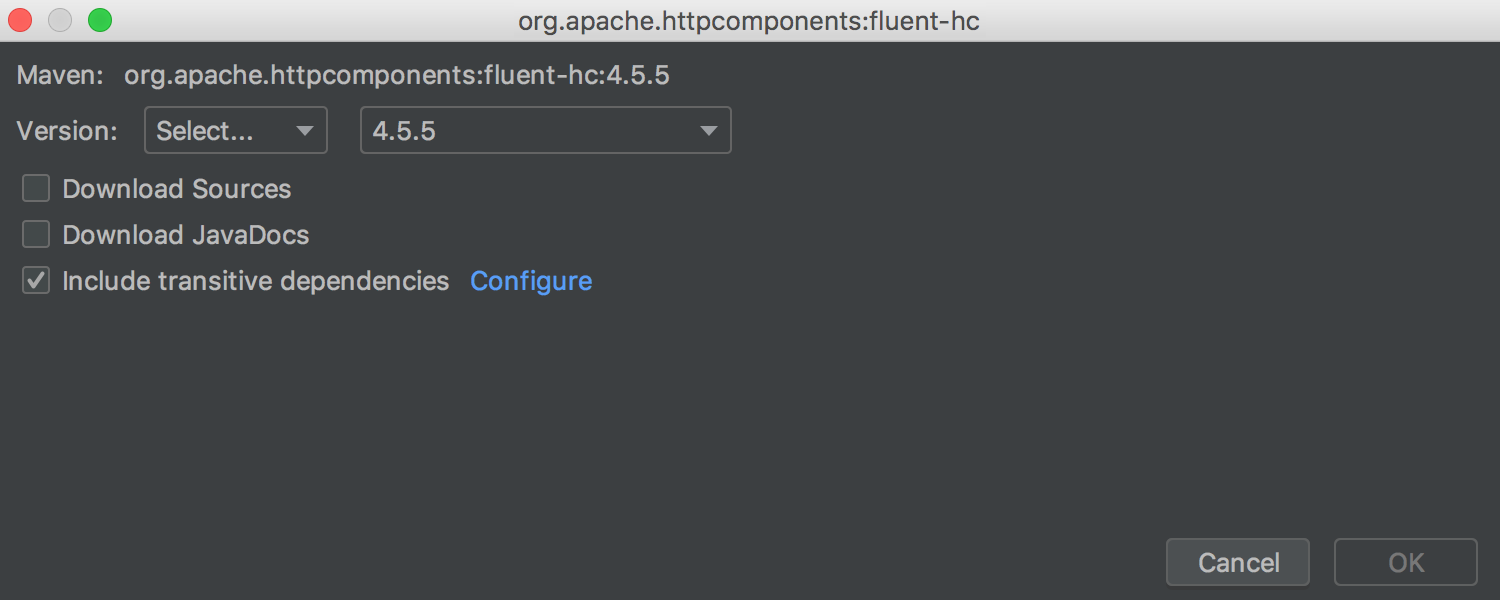 org.apache.httpcomponents:fluent-hc
Maven: org.apache.httpcomponents:fluent-hc:4.5.5
Version: Select... 4.5.5
Download Sources
Download JavaDocs
Include transitive dependencies Configure
Cancel OK